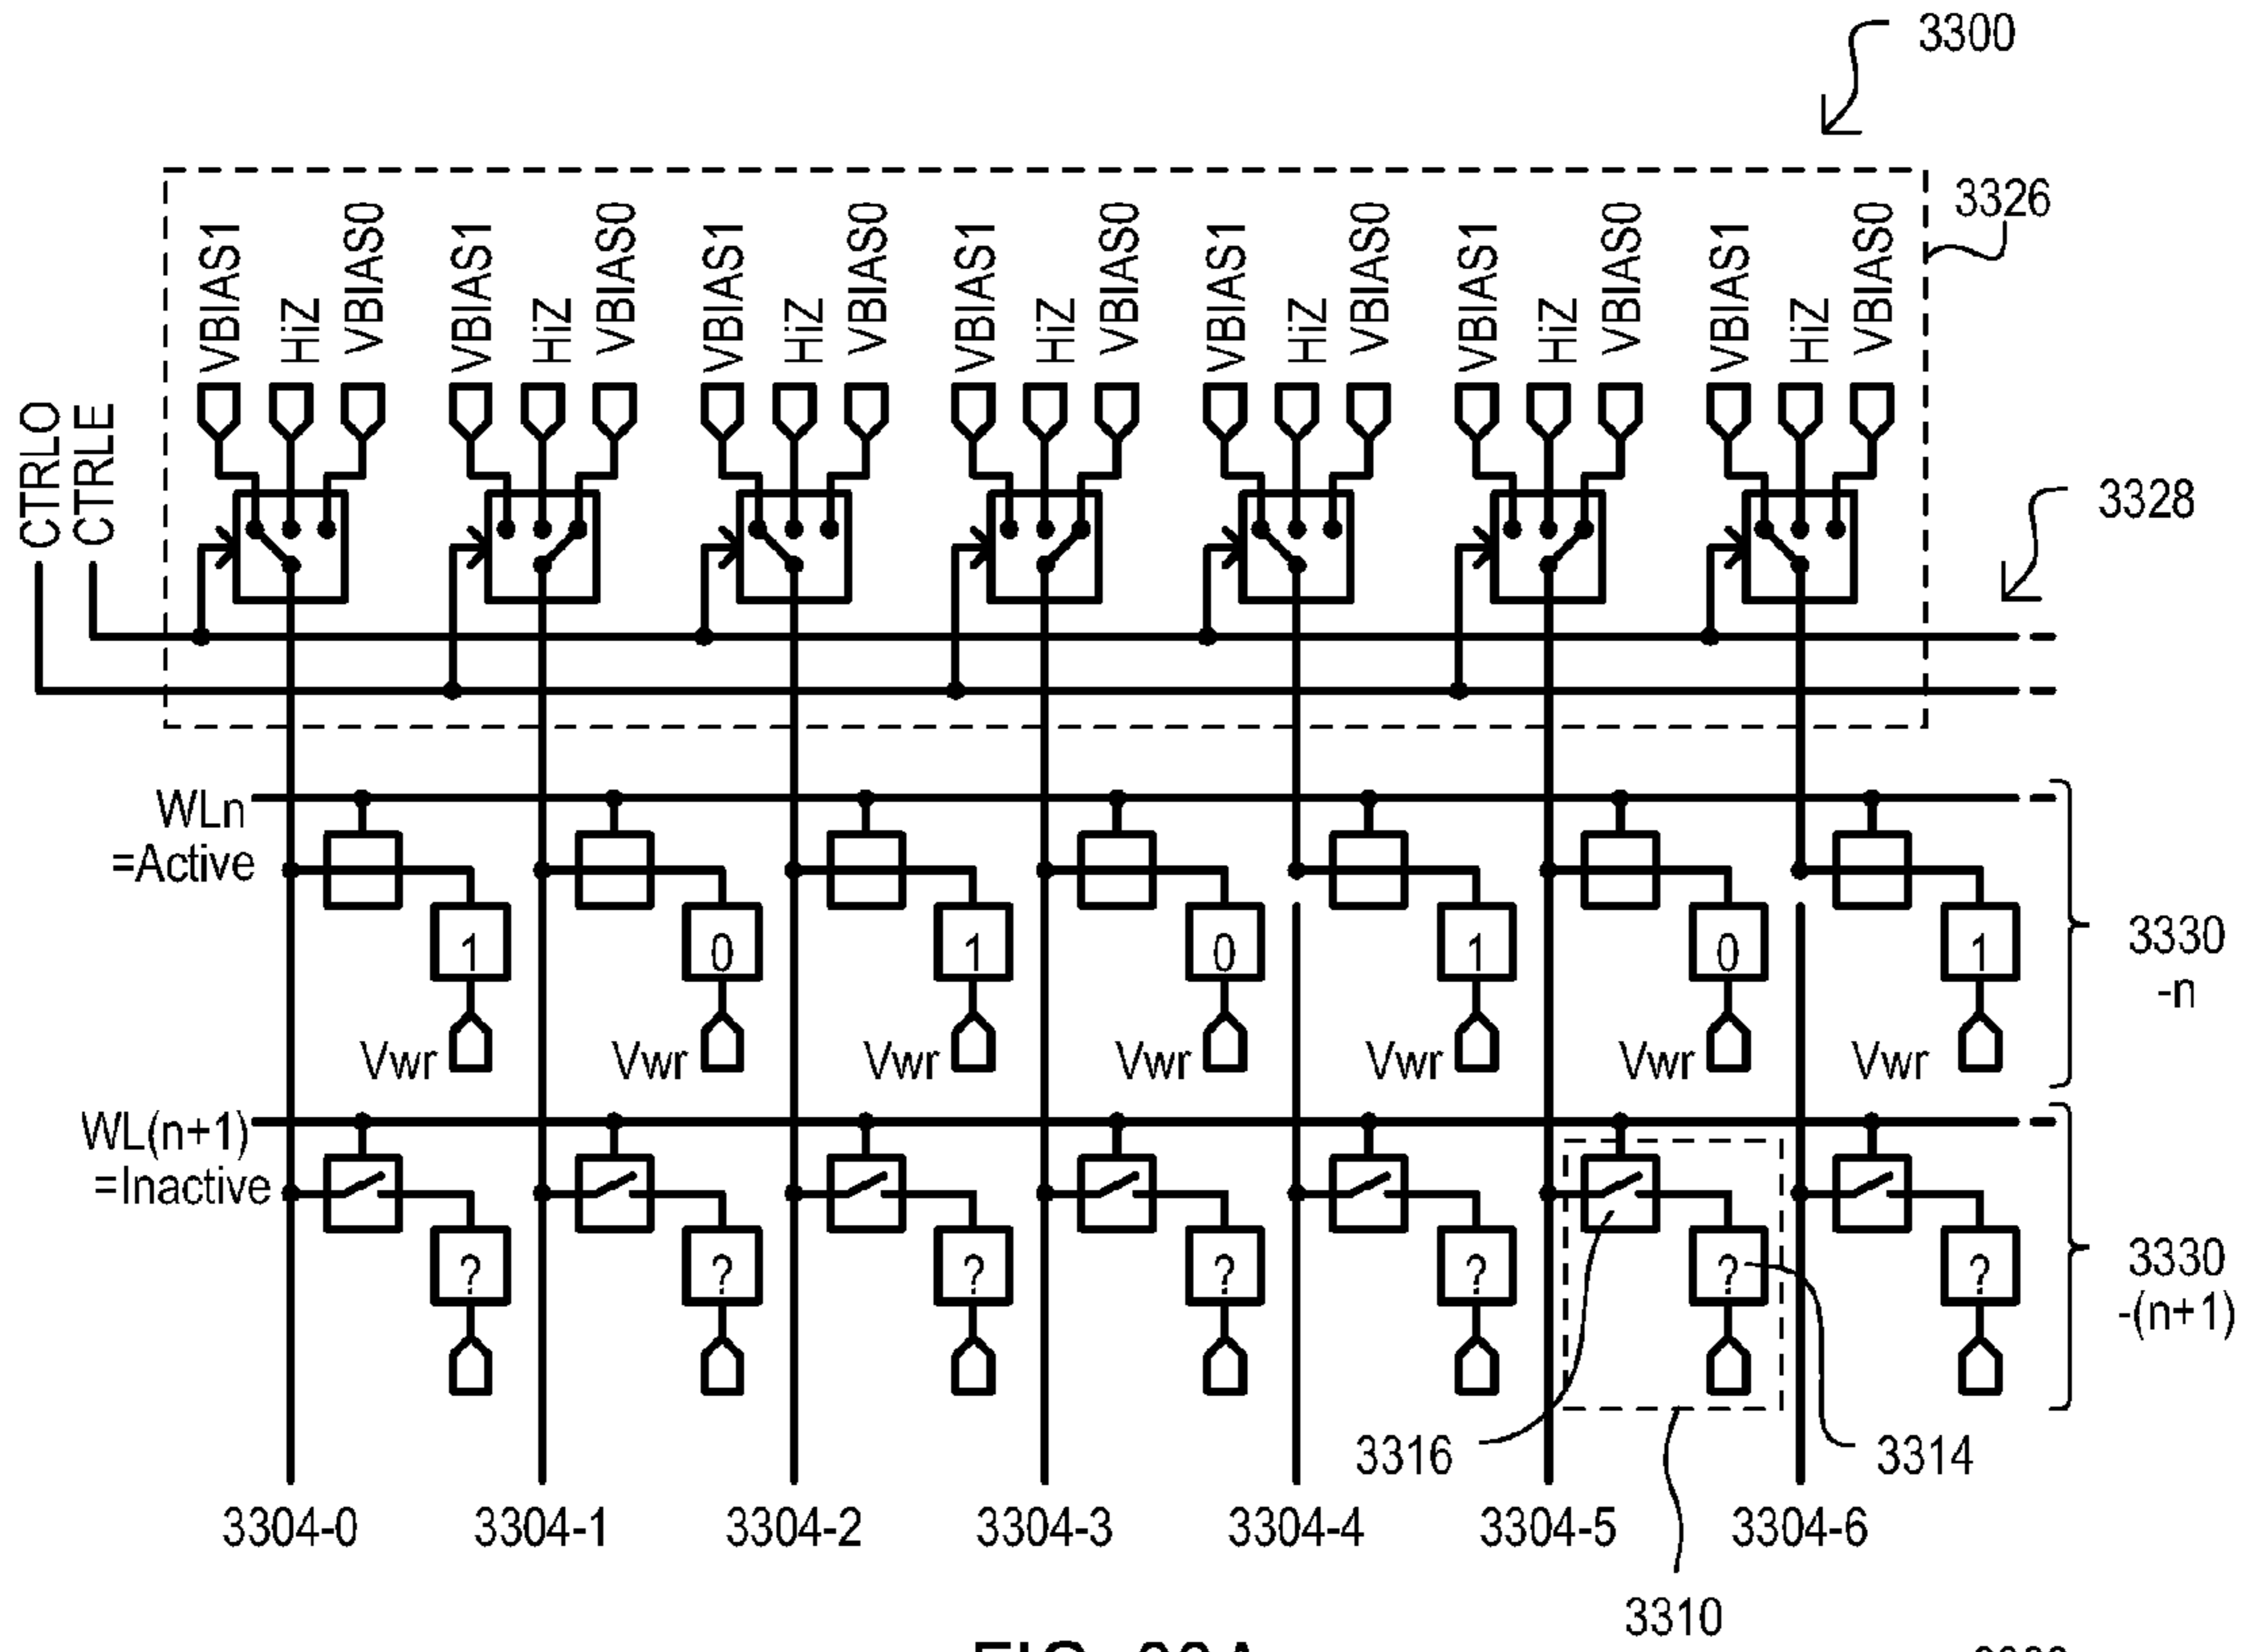 3300
3326
VBIAS1 HiZ VBIAS0 VBIAS1 HiZ VBIAS0 VBIAS1 HiZ VBIAS0 VBIAS1 HiZ VBIAS0 VBIAS1 HiZ VBIAS0 VBIAS1 HiZ VBIAS0 VBIAS1 HiZ VBIAS0
CTRLO
CTRLE
3328
WLn
=Active
1 0 1 0 1 0 1
3330
-n
Vwr Vwr Vwr Vwr Vwr Vwr Vwr
WL(n+1)
=Inactive
? ? ? ? ? ? ?
3330
-(n+1)
3316
3314
3304-0 3304-1 3304-2 3304-3 3304-4 3304-5 3304-6
3310